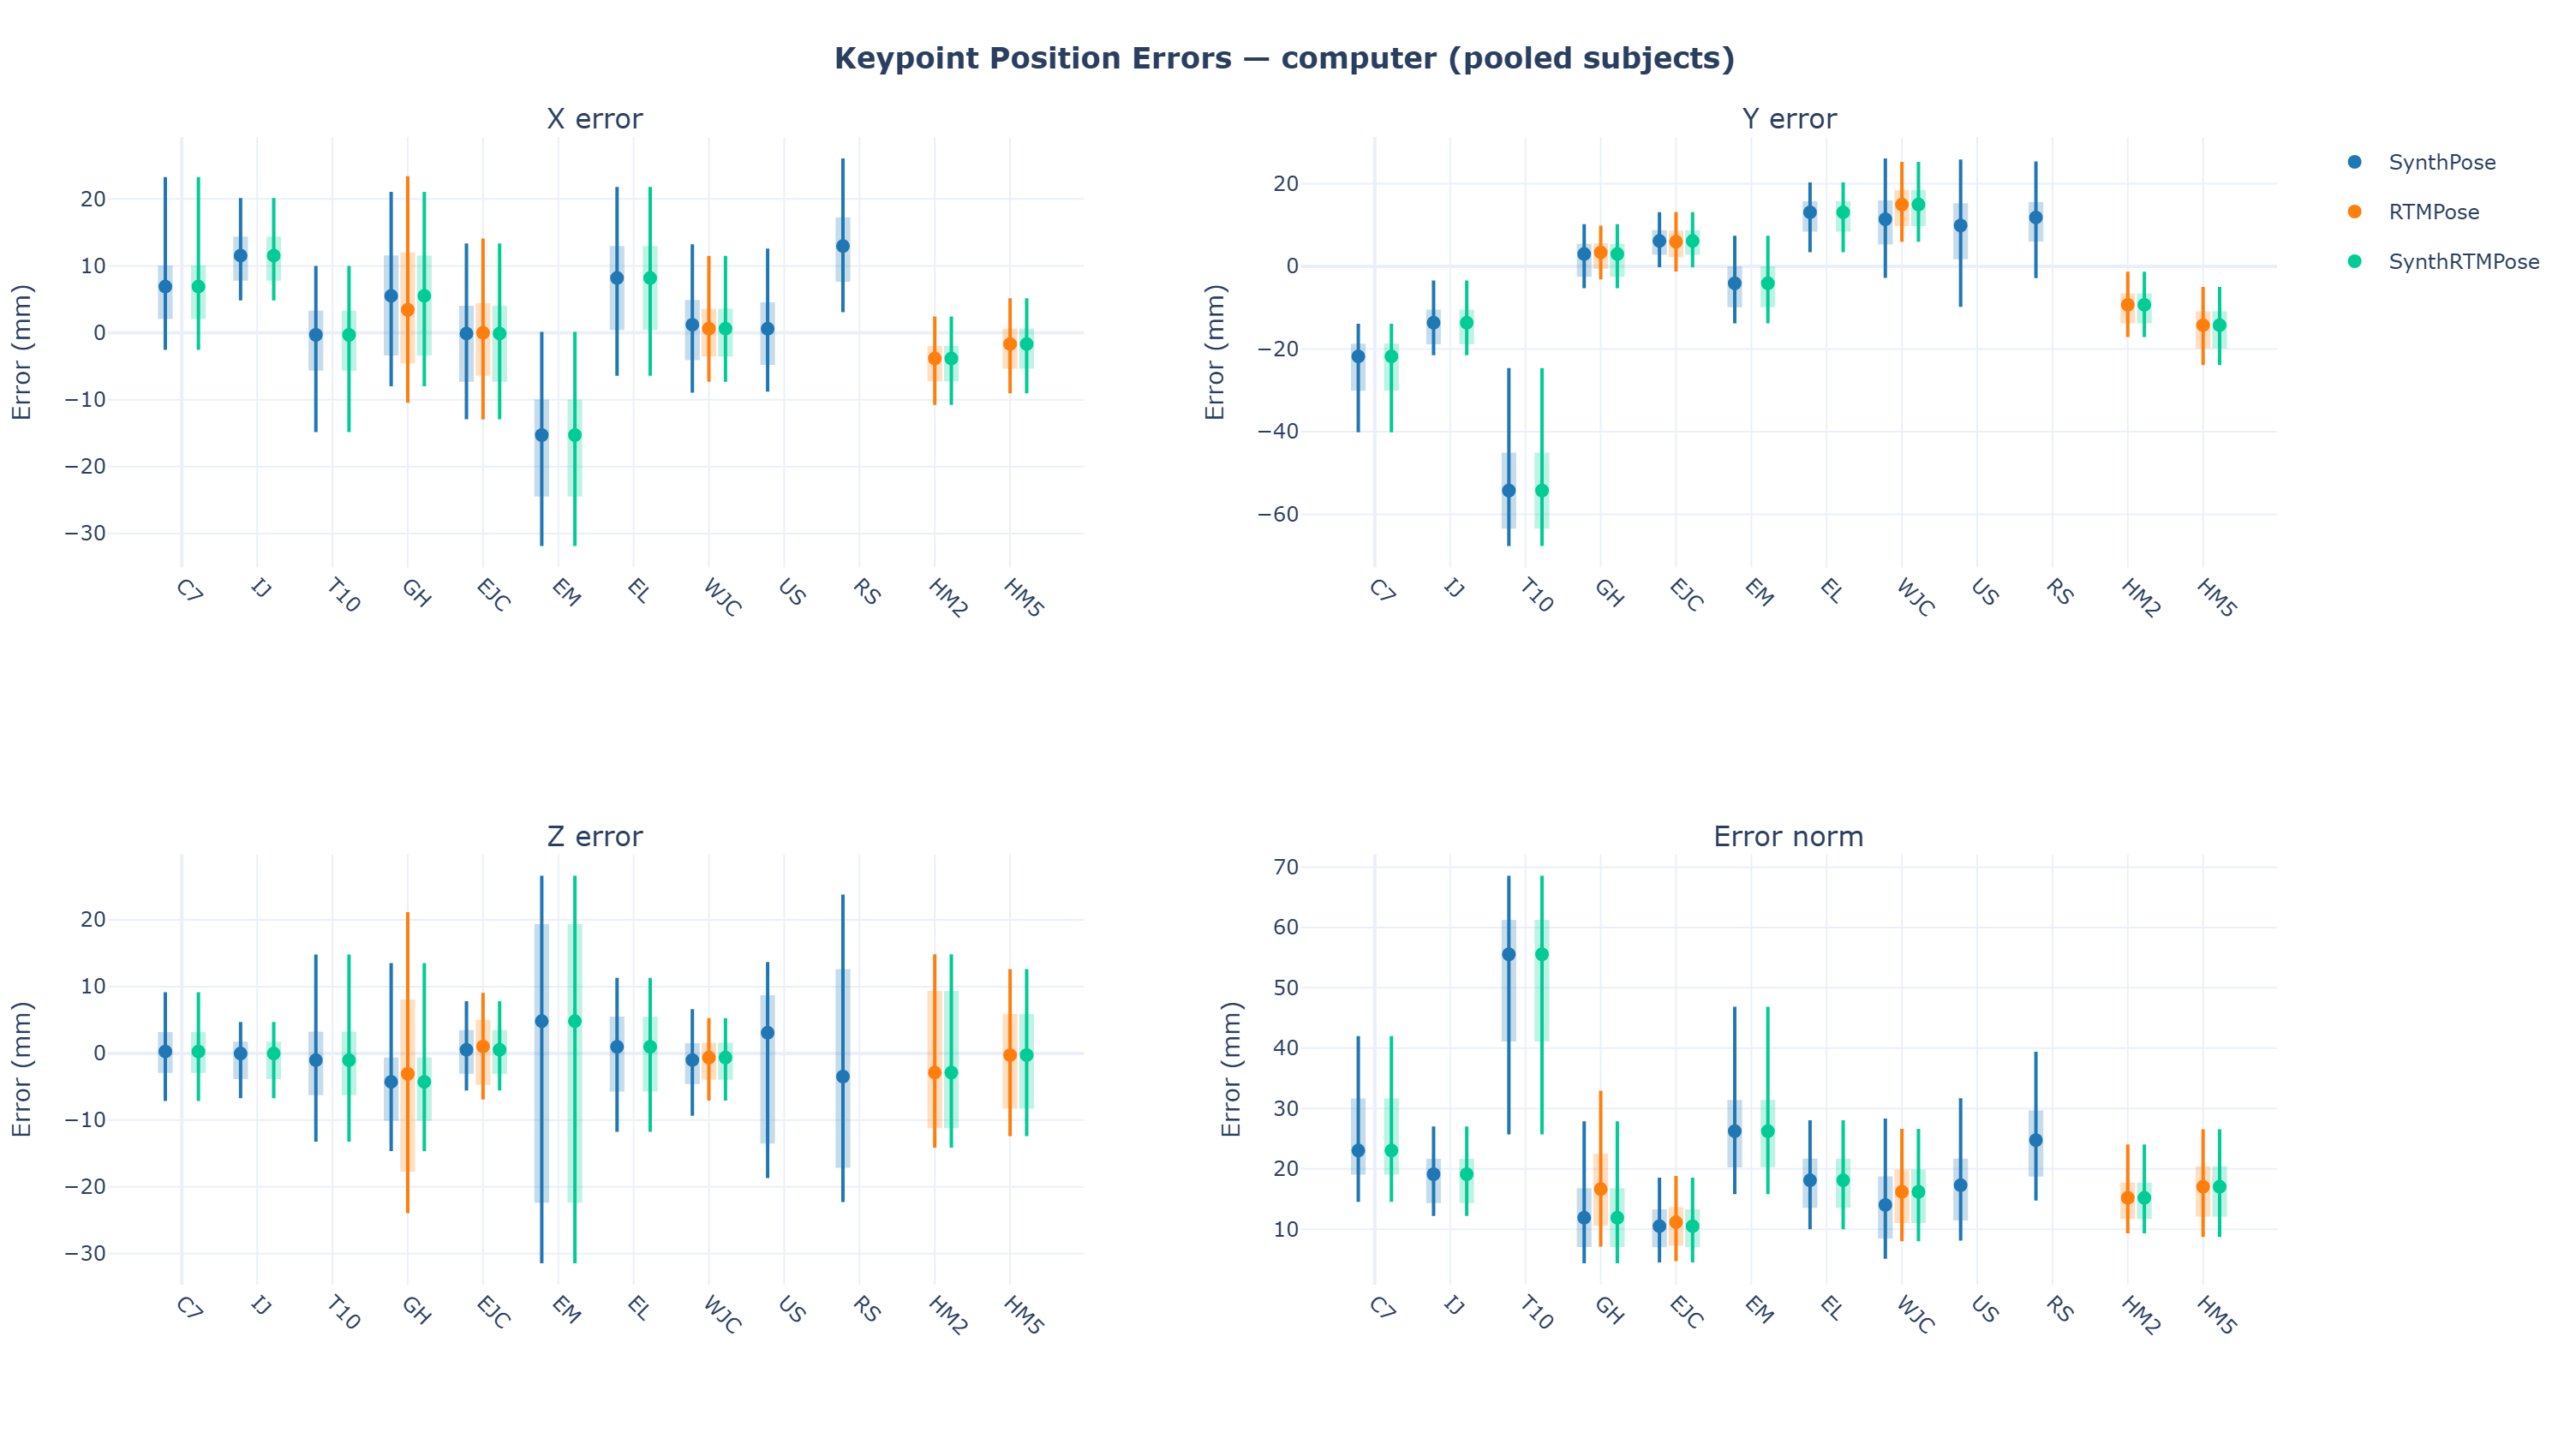 Keypoint Position Errors — computer (pooled subjects)
X error
Error (mm)
20
10
0
−10
−20
−30
C7 IJ T10 GH EJC EM EL WJC US RS HM2 HM5
Y error
Error (mm)
20
0
−20
−40
−60
C7 IJ T10 GH EJC EM EL WJC US RS HM2 HM5
SynthPose
RTMPose
SynthRTMPose
Z error
Error (mm)
20
10
0
−10
−20
−30
C7 IJ T10 GH EJC EM EL WJC US RS HM2 HM5
Error norm
Error (mm)
70
60
50
40
30
20
10
C7 IJ T10 GH EJC EM EL WJC US RS HM2 HM5